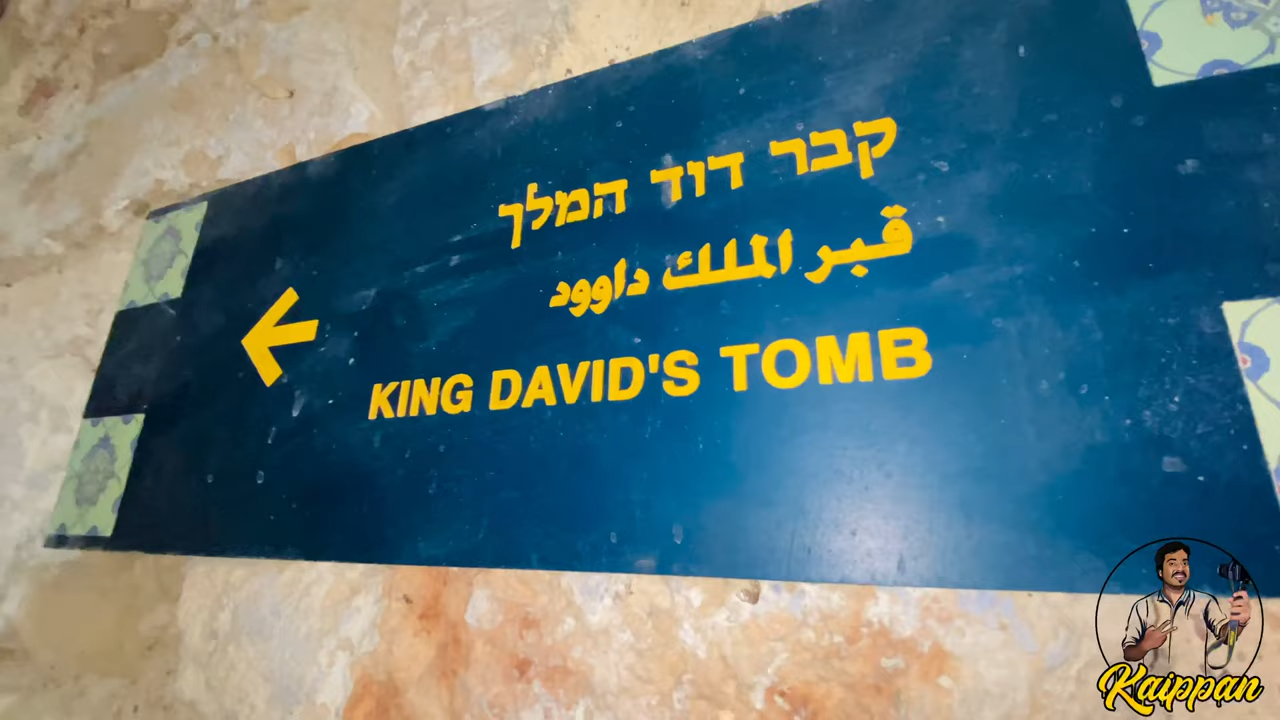 קבר דוד המלך
قبر الملك داوود
KING DAVID'S TOMB
Kaippan